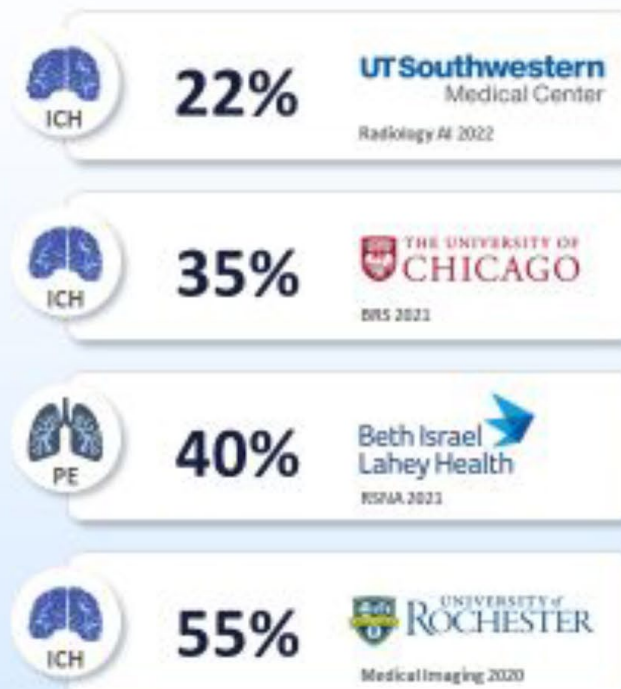 ICH
22%
UTSouthwestern
Medical Center
Radiology AI 2022
ICH
35%
THE UNIVERSITY OF
CHICAGO
BRS 2021
PE
40%
Beth Israel
Lahey Health
RSNA 2021
ICH
55%
UNIVERSITY of
ROCHESTER
Medical Imaging 2020